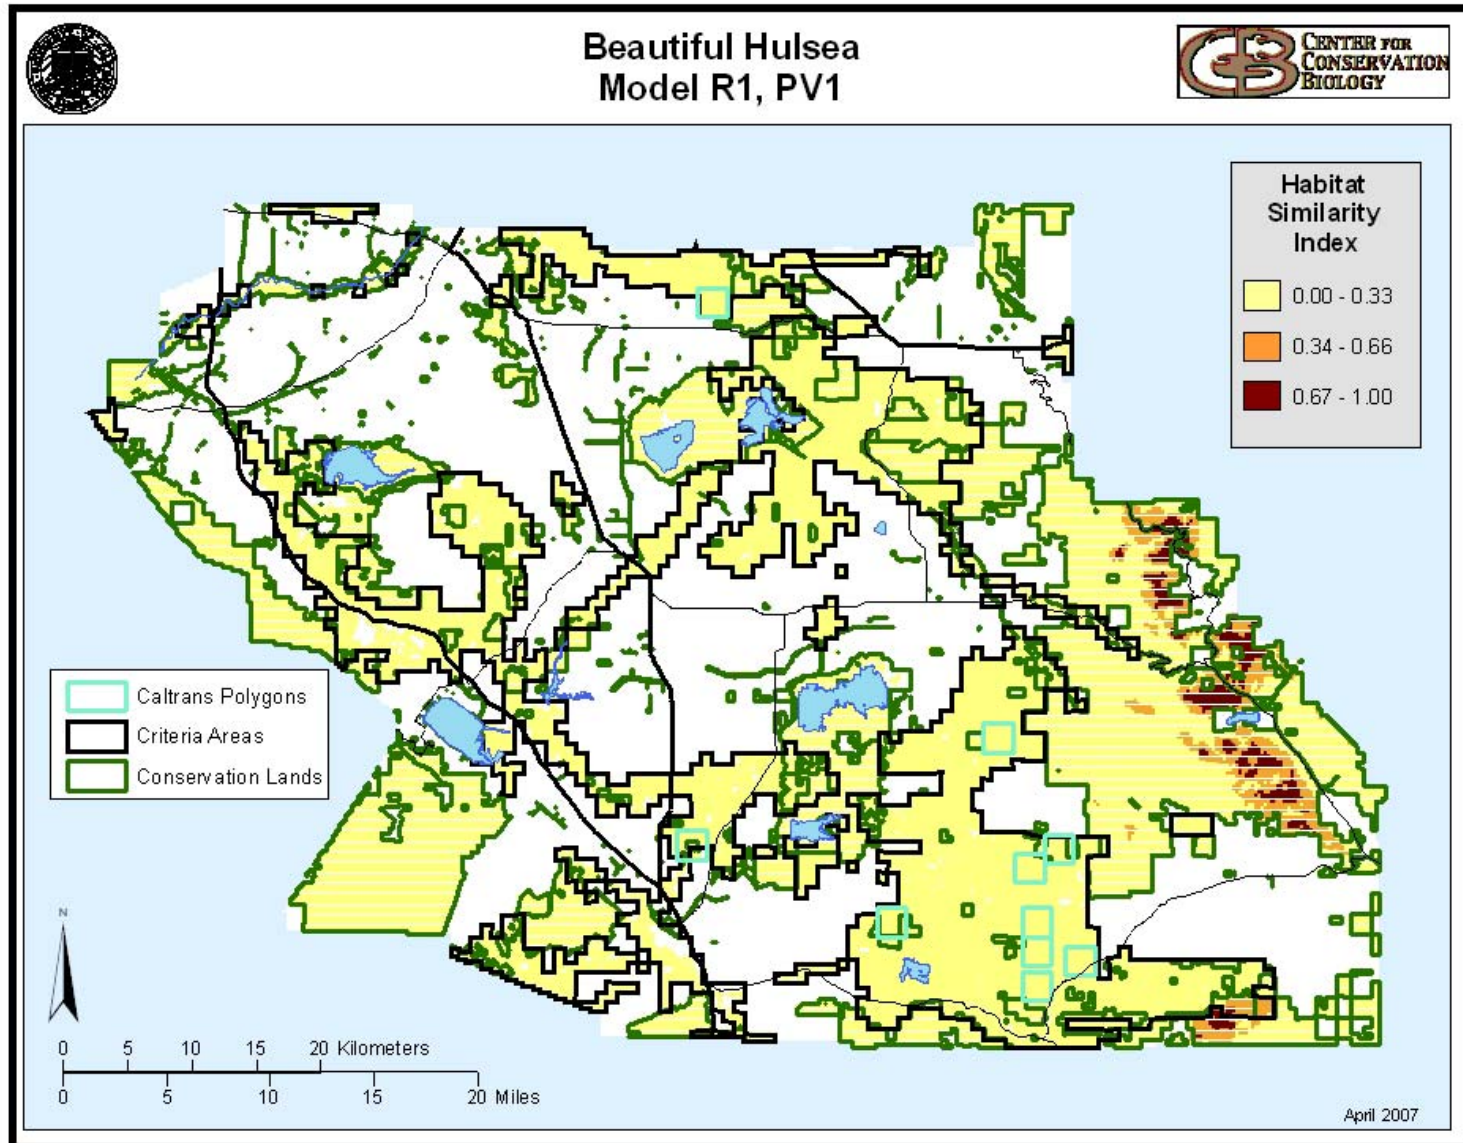 Beautiful Hulsea
Model R1, PV1
CCB
CENTER FOR
CONSERVATION
BIOLOGY
Habitat
Similarity
Index
0.00 - 0.33
0.34 - 0.66
0.67 - 1.00
Caltrans Polygons
Criteria Areas
Conservation Lands
N
0 5 10 15 20 Kilometers
0 5 10 15 20 Miles
April 2007